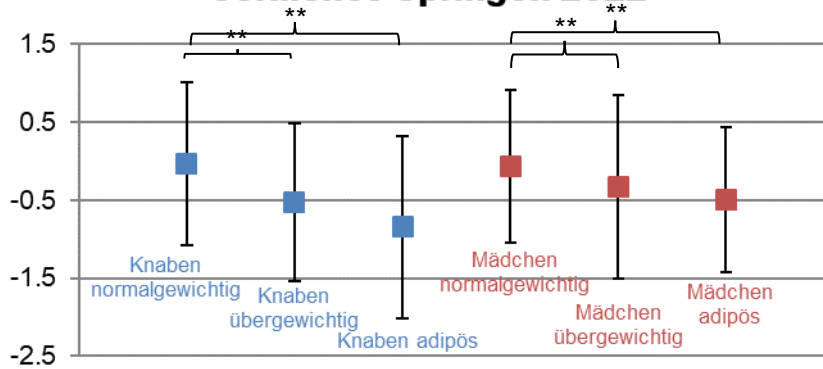 Springen
**
**
**
**
1.5
0.5
-0.5
-1.5
-2.5
Knaben
normalgewichtig
Knaben
übergewichtig
Knaben adipös
Mädchen
normalgewichtig
Mädchen
übergewichtig
Mädchen
adipös